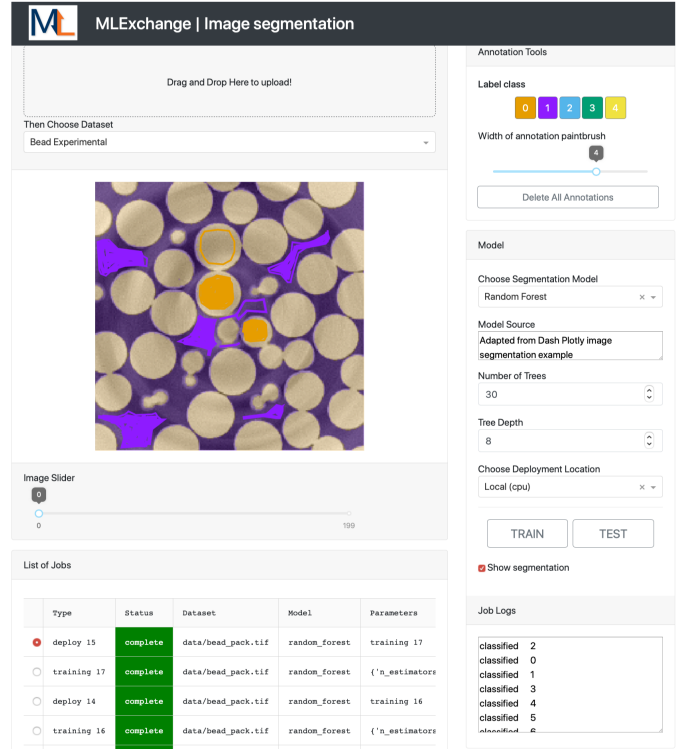 ML
MLExchange | Image segmentation
Drag and Drop Here to upload!
Then Choose Dataset
Bead Experimental
Image Slider
0
0
199
List of Jobs
Type Status Dataset Model Parameters
deploy 15 complete data/bead_pack.tif random_forest training 17
training 17 complete data/bead_pack.tif random_forest {'n_estimators
deploy 14 complete data/bead_pack.tif random_forest training 16
training 16 complete data/bead_pack.tif random_forest {'n_estimators
Annotation Tools
Label class
0 1 2 3 4
Width of annotation paintbrush
4
Delete All Annotations
Model
Choose Segmentation Model
Random Forest
Model Source
Adapted from Dash Plotly image
segmentation example
Number of Trees
30
Tree Depth
8
Choose Deployment Location
Local (cpu)
TRAIN TEST
Show segmentation
Job Logs
classified 2
classified 0
classified 1
classified 3
classified 4
classified 5
classified 6